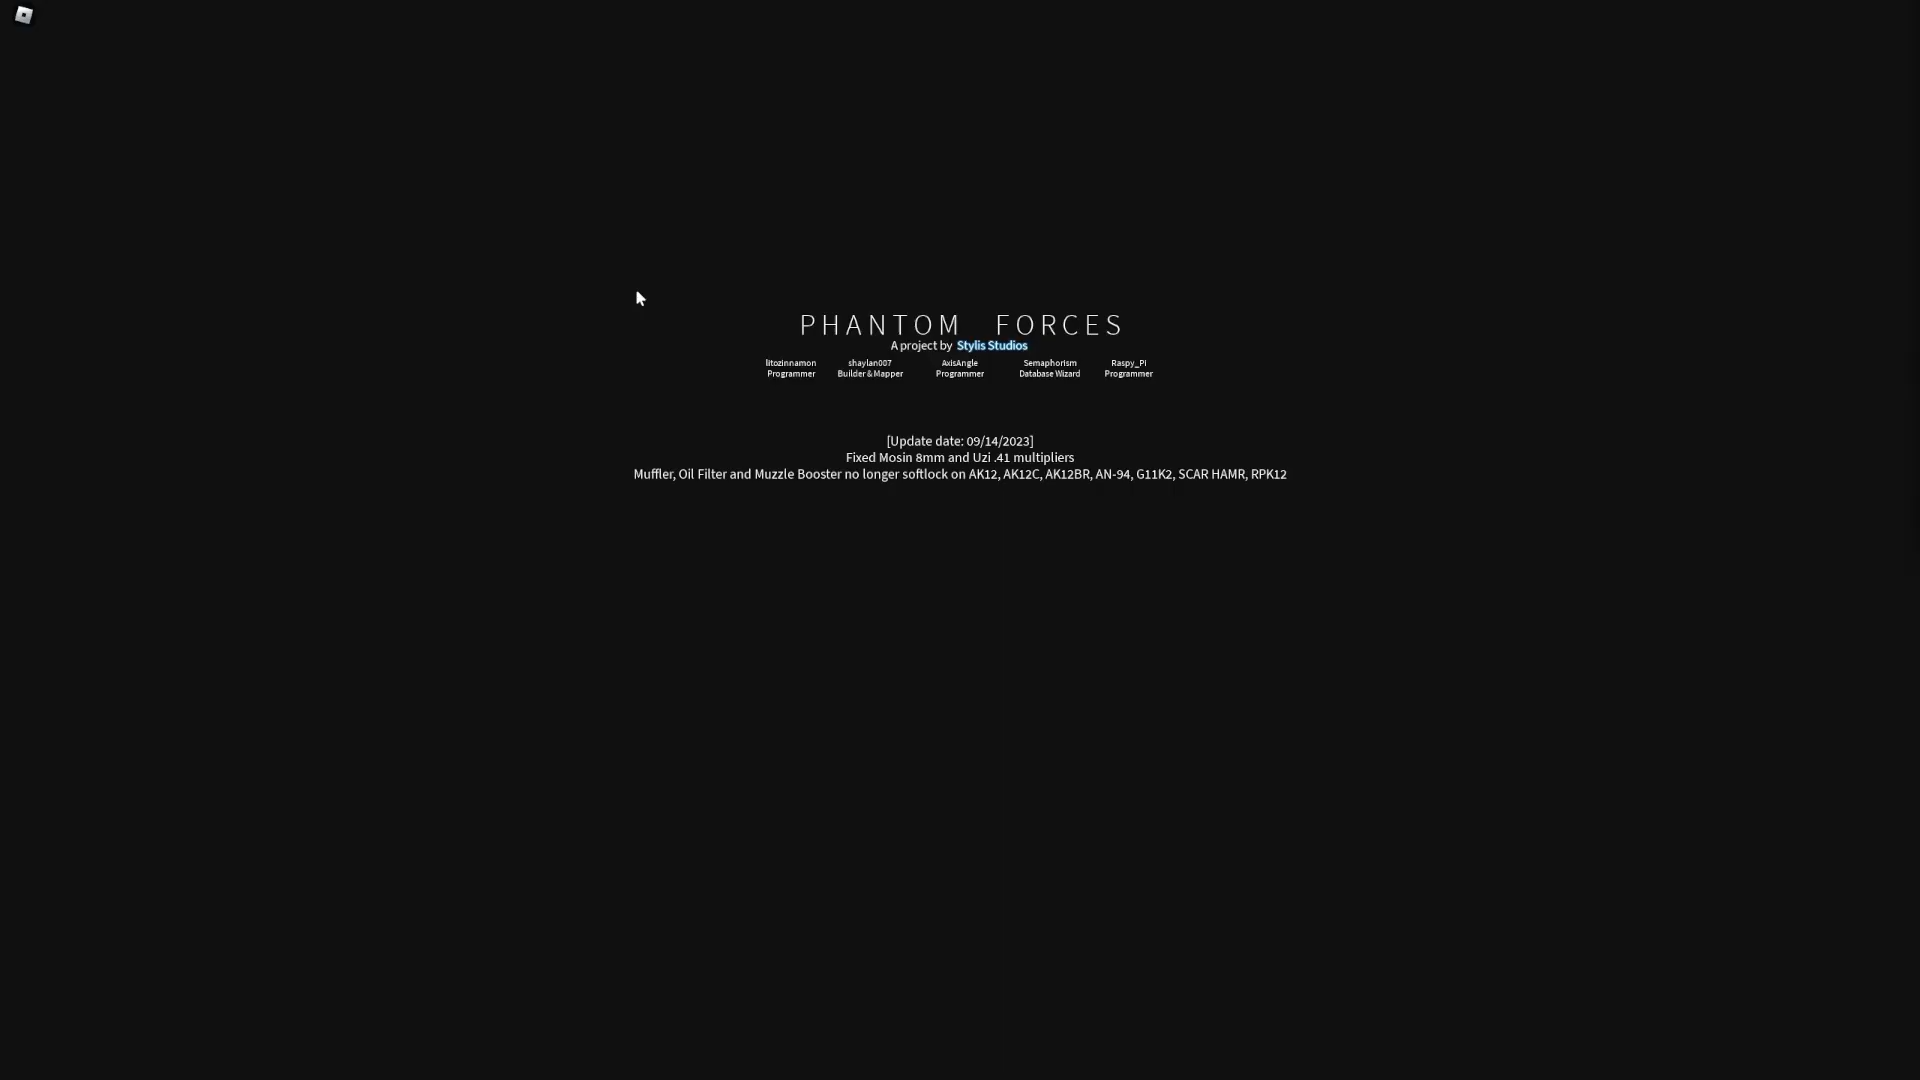 PHANTOM FORCES
A project by Stylis Studios
litozinnamon shaylan007 AxisAngle Semaphorism Raspy_Pi
Programmer Builder & Mapper Programmer Database Wizard Programmer
[Update date: 09/14/2023]
Fixed Mosin 8mm and Uzi .41 multipliers
Muffler, Oil Filter and Muzzle Booster no longer softlock on AK12, AK12C, AK12BR, AN-94, G11K2, SCAR HAMR, RPK12